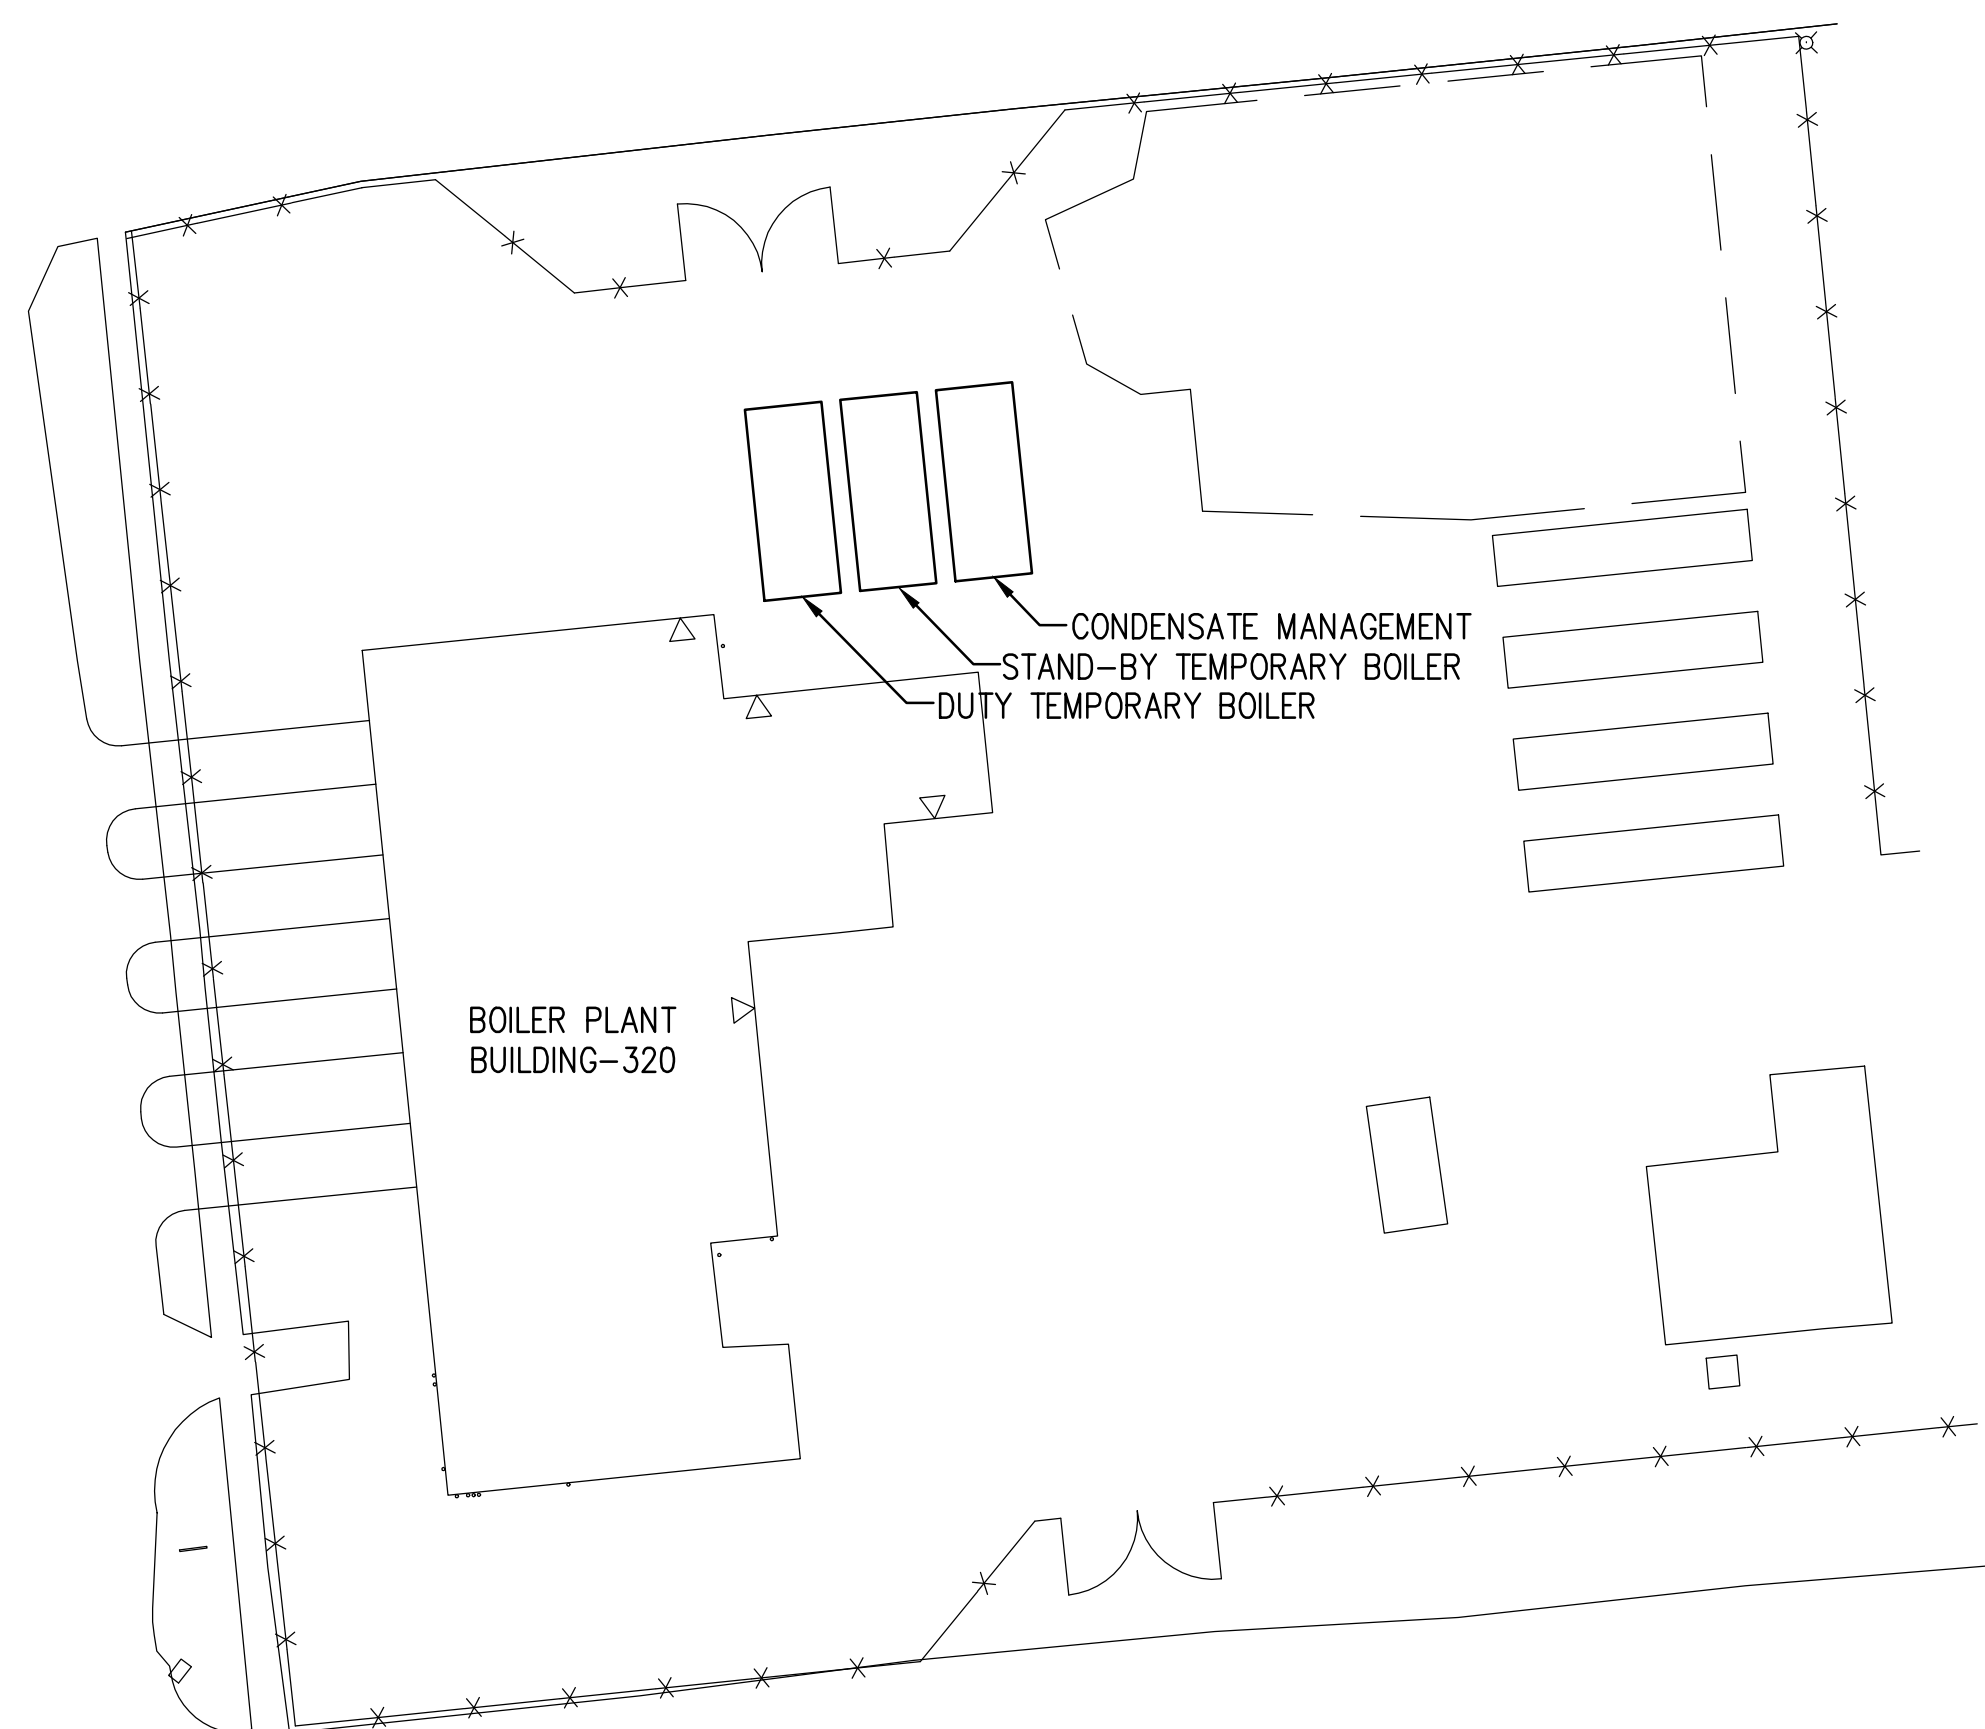 CONDENSATE MANAGEMENT
STAND-BY TEMPORARY BOILER
DUTY TEMPORARY BOILER
BOILER PLANT
BUILDING-320